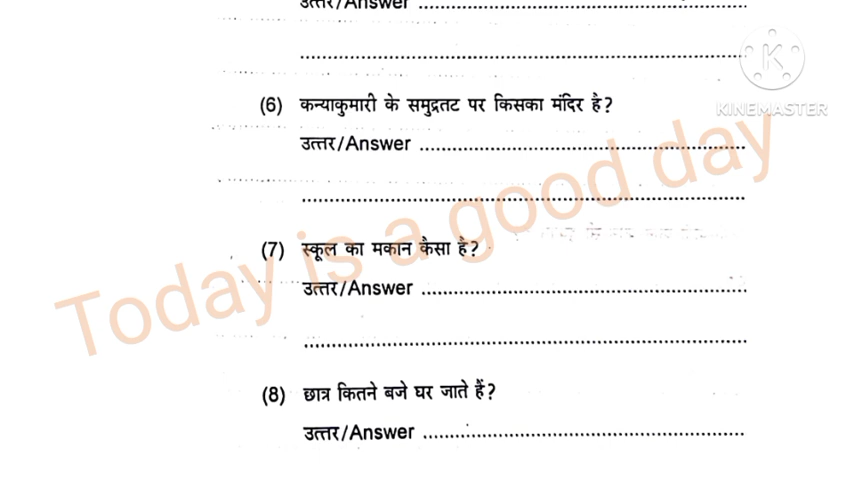 उत्तर/Answer ........................................................
........................................................................
KINEMASTER
(6) कन्याकुमारी के समुद्रतट पर किसका मंदिर है?
उत्तर/Answer ........................................................
........................................................................
Today is a good day
(7) स्कूल का मकान कैसा है?
उत्तर/Answer ........................................................
........................................................................
(8) छात्र कितने बजे घर जाते हैं?
उत्तर/Answer ........................................................